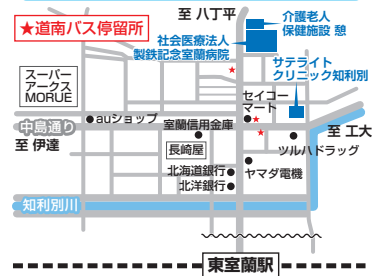 至 八丁平
★道南バス停留所
介護老人
保健施設 憩
社会医療法人
製鉄記念室蘭病院
サテライト
クリニック知利別
スーパー
アークス
MORUE
セイコー
マート
auショップ
室蘭信用金庫
中島通り
至 工大
至 伊達
長崎屋
ツルハドラッグ
北海道銀行
ヤマダ電機
北洋銀行
知利別川
東室蘭駅